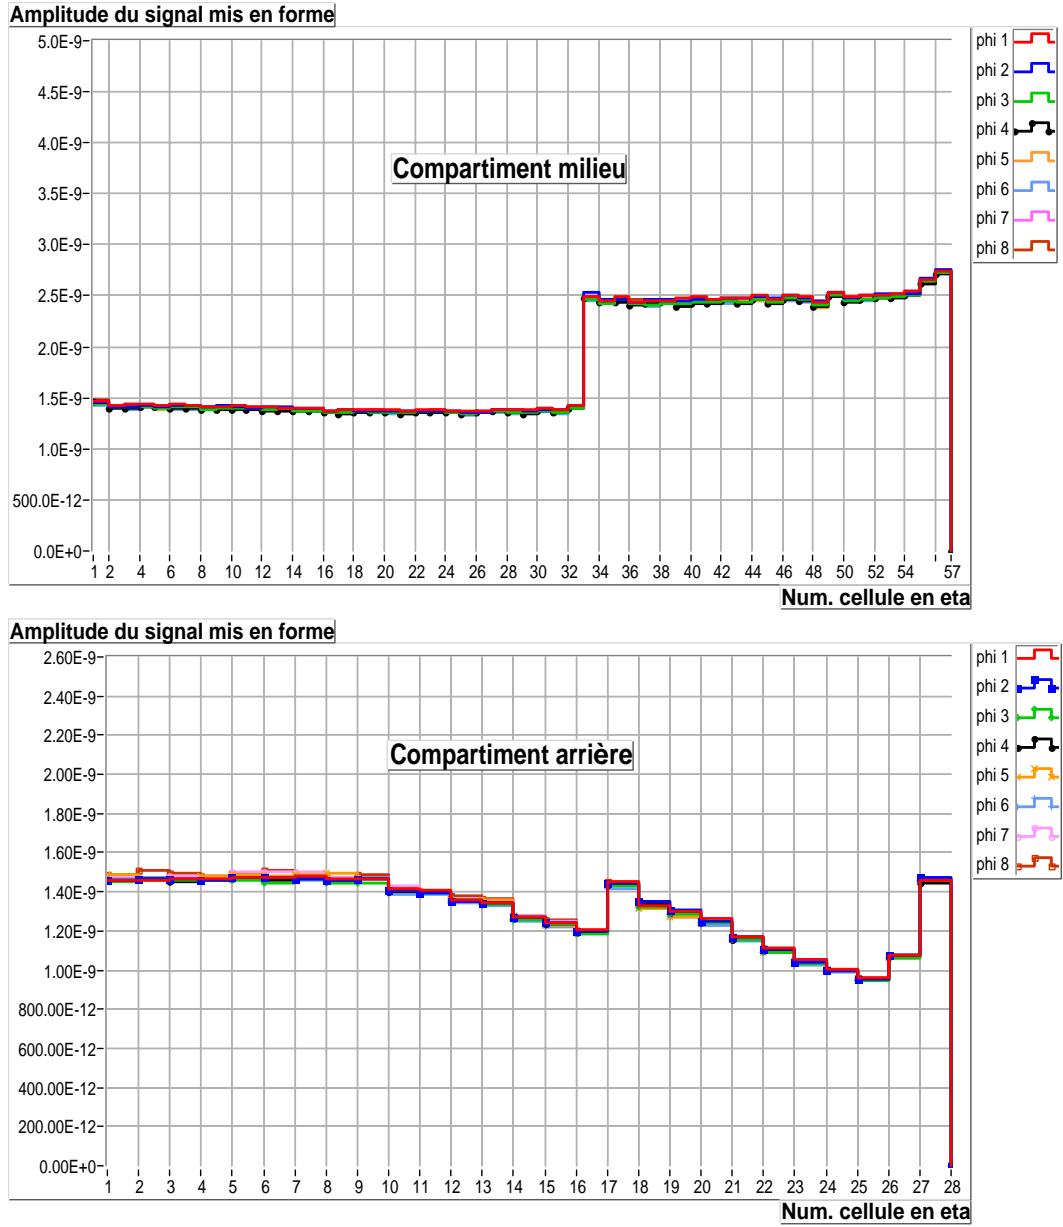 Amplitude du signal mis en forme
5.0E-9
4.5E-9
4.0E-9
3.5E-9
3.0E-9
2.5E-9
2.0E-9
1.5E-9
1.0E-9
500.0E-12
0.0E+0
Compartiment milieu
1 2 4 6 8 10 12 14 16 18 20 22 24 26 28 30 32 34 36 38 40 42 44 46 48 50 52 54 57
Num. cellule en eta
phi 1
phi 2
phi 3
phi 4
phi 5
phi 6
phi 7
phi 8
Amplitude du signal mis en forme
2.60E-9
2.40E-9
2.20E-9
2.00E-9
1.80E-9
1.60E-9
1.40E-9
1.20E-9
1.00E-9
800.00E-12
600.00E-12
400.00E-12
200.00E-12
0.00E+0
Compartiment arrière
1 2 3 4 5 6 7 8 9 10 11 12 13 14 15 16 17 18 19 20 21 22 23 24 25 26 27 28
Num. cellule en eta
phi 1
phi 2
phi 3
phi 4
phi 5
phi 6
phi 7
phi 8